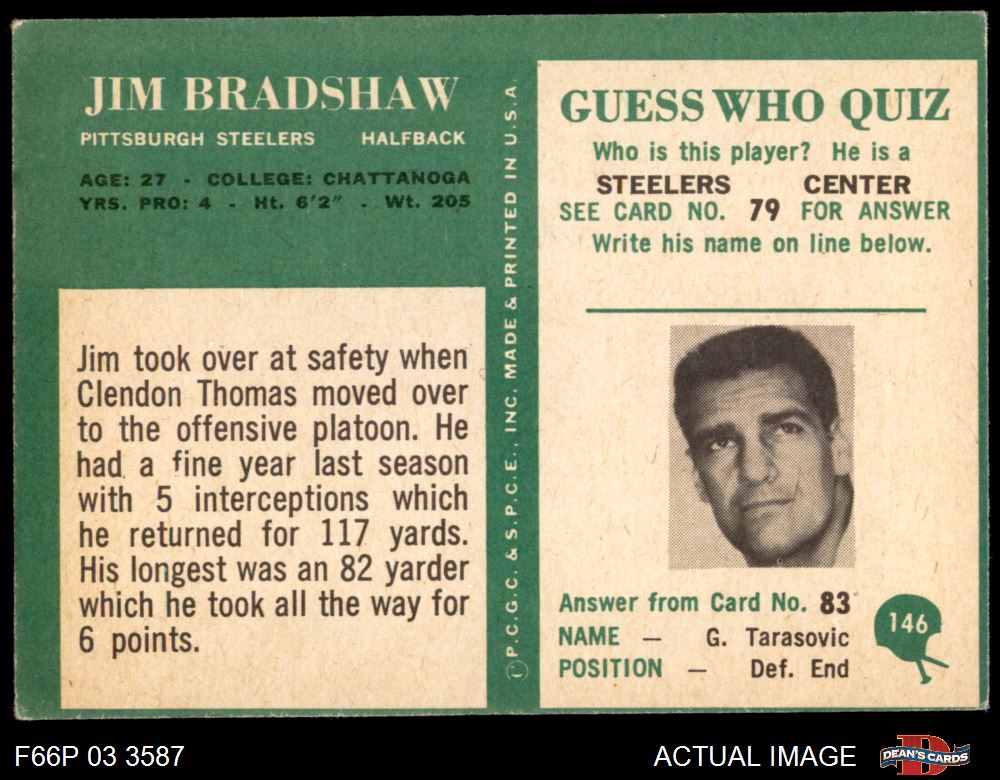 JIM BRADSHAW
PITTSBURGH STEELERS HALFBACK
AGE: 27 - COLLEGE: CHATTANOGA
YRS. PRO: 4 - Ht. 6'2" - Wt. 205
Jim took over at safety when
Clendon Thomas moved over
to the offensive platoon. He
had a fine year last season
with 5 interceptions which
he returned for 117 yards.
His longest was an 82 yarder
which he took all the way for
6 points.
Ⓒ P.C.G.C. & S.P.C.E., INC. MADE & PRINTED IN U.S.A.
GUESS WHO QUIZ
Who is this player? He is a
STEELERS CENTER
SEE CARD NO. 79 FOR ANSWER
Write his name on line below.
Answer from Card No. 83
NAME — G. Tarasovic
POSITION — Def. End
146
F66P 03 3587
ACTUAL IMAGE
DEAN'S CARDS